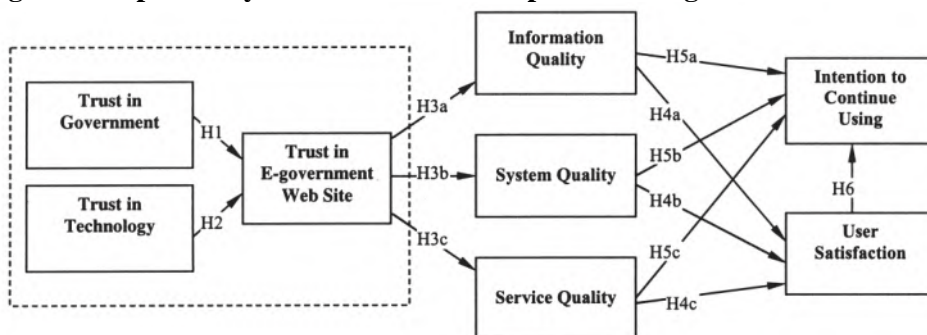 Trust in
Government
Trust in
Technology
H1
H2
Trust in
E-government
Web Site
H3a
H3b
H3c
Information
Quality
System Quality
Service Quality
H5a
H4a
H5b
H4b
H5c
H4c
Intention to
Continue
Using
H6
User
Satisfaction